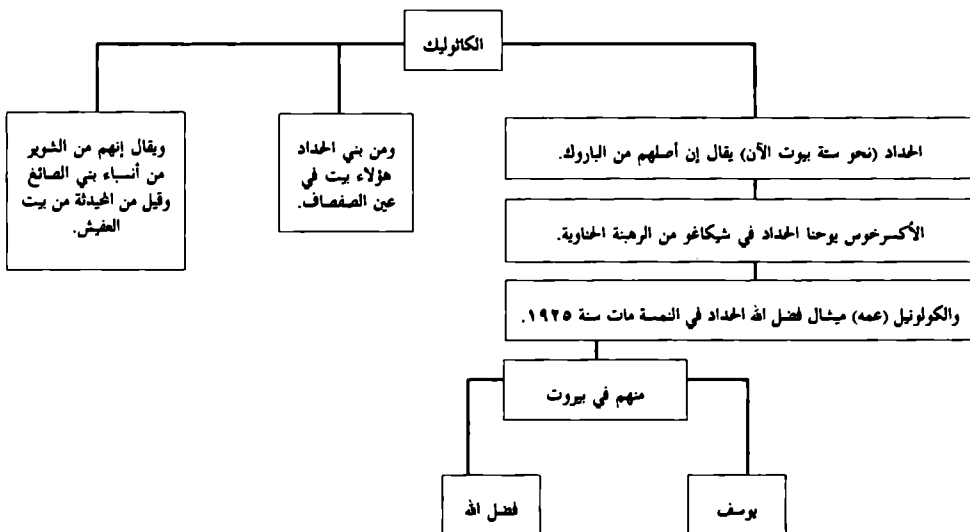 الكاثوليك
الحداد (نحو ستة بيوت الآن) يقال إن أصلهم من الباروك.
الأكسرخوس يوحنا الحداد في شيكاغو من الرهبنة الحناوية.
والكولونيل (عمه) ميشال فضل الله الحداد في النمسة مات سنة ١٩٢٥.
منهم في بيروت
يوسف
فضل الله
ومن بني الحداد
هؤلاء بيت في
عين الصفصاف.
ويقال إنهم من الشوير
من أنسباء بني الصائغ
وقيل من المحيدثة من بيت
العفيش.